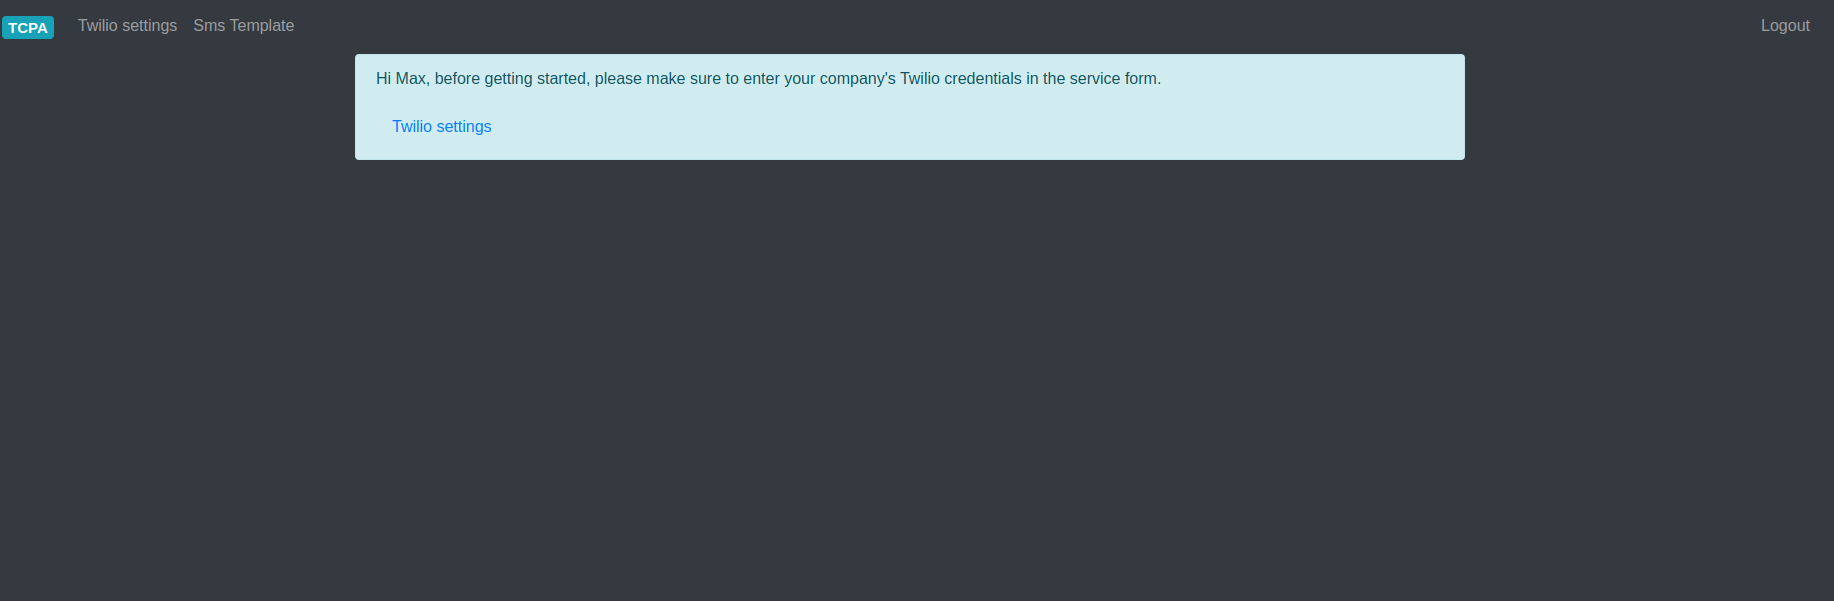 TCPA Twilio settings Sms Template Logout
Hi Max, before getting started, please make sure to enter your company's Twilio credentials in the service form.
Twilio settings